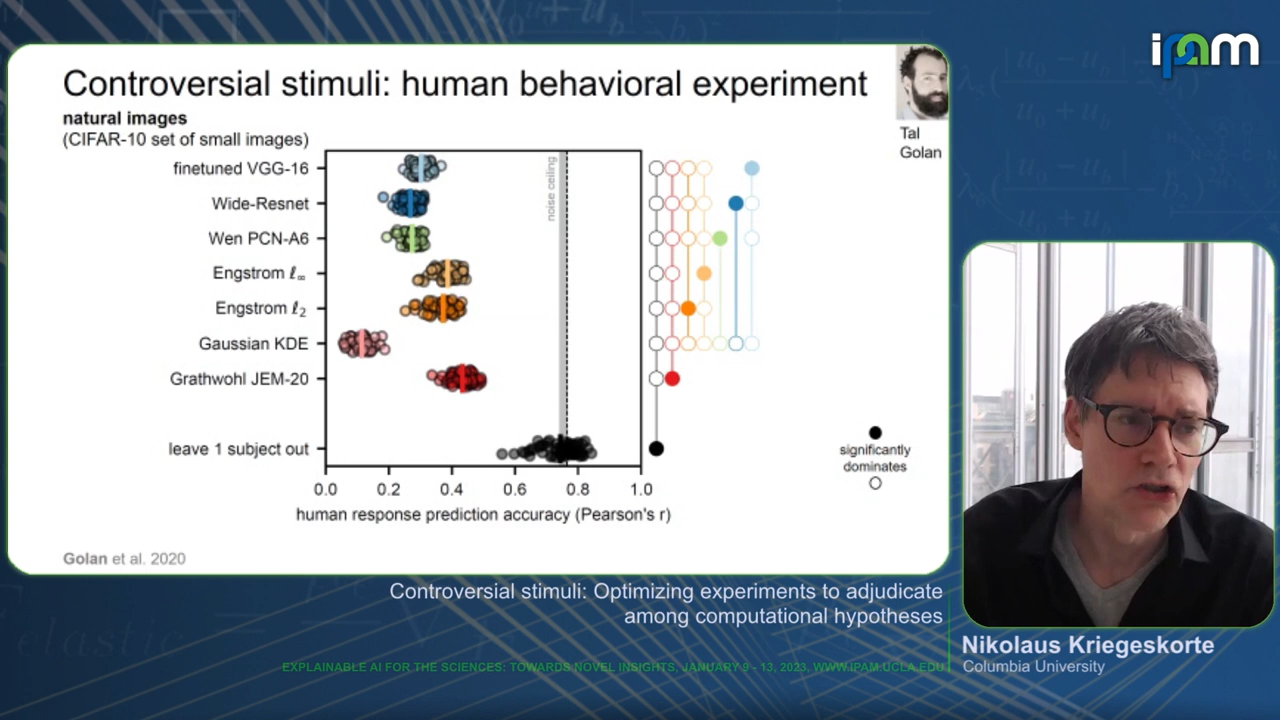 ipam
Controversial stimuli: human behavioral experiment
natural images
(CIFAR-10 set of small images)
Tal
Golan
finetuned VGG-16
Wide-Resnet
Wen PCN-A6
Engstrom ℓ∞
Engstrom ℓ2
Gaussian KDE
Grathwohl JEM-20
leave 1 subject out
noise ceiling
significantly
dominates
0.0 0.2 0.4 0.6 0.8 1.0
human response prediction accuracy (Pearson's r)
Golan et al. 2020
Controversial stimuli: Optimizing experiments to adjudicate
among computational hypotheses
Nikolaus Kriegeskorte
Columbia University
EXPLAINABLE AI FOR THE SCIENCES: TOWARDS NOVEL INSIGHTS, JANUARY 9 - 13, 2023, WWW.IPAM.UCLA.EDU
elastic